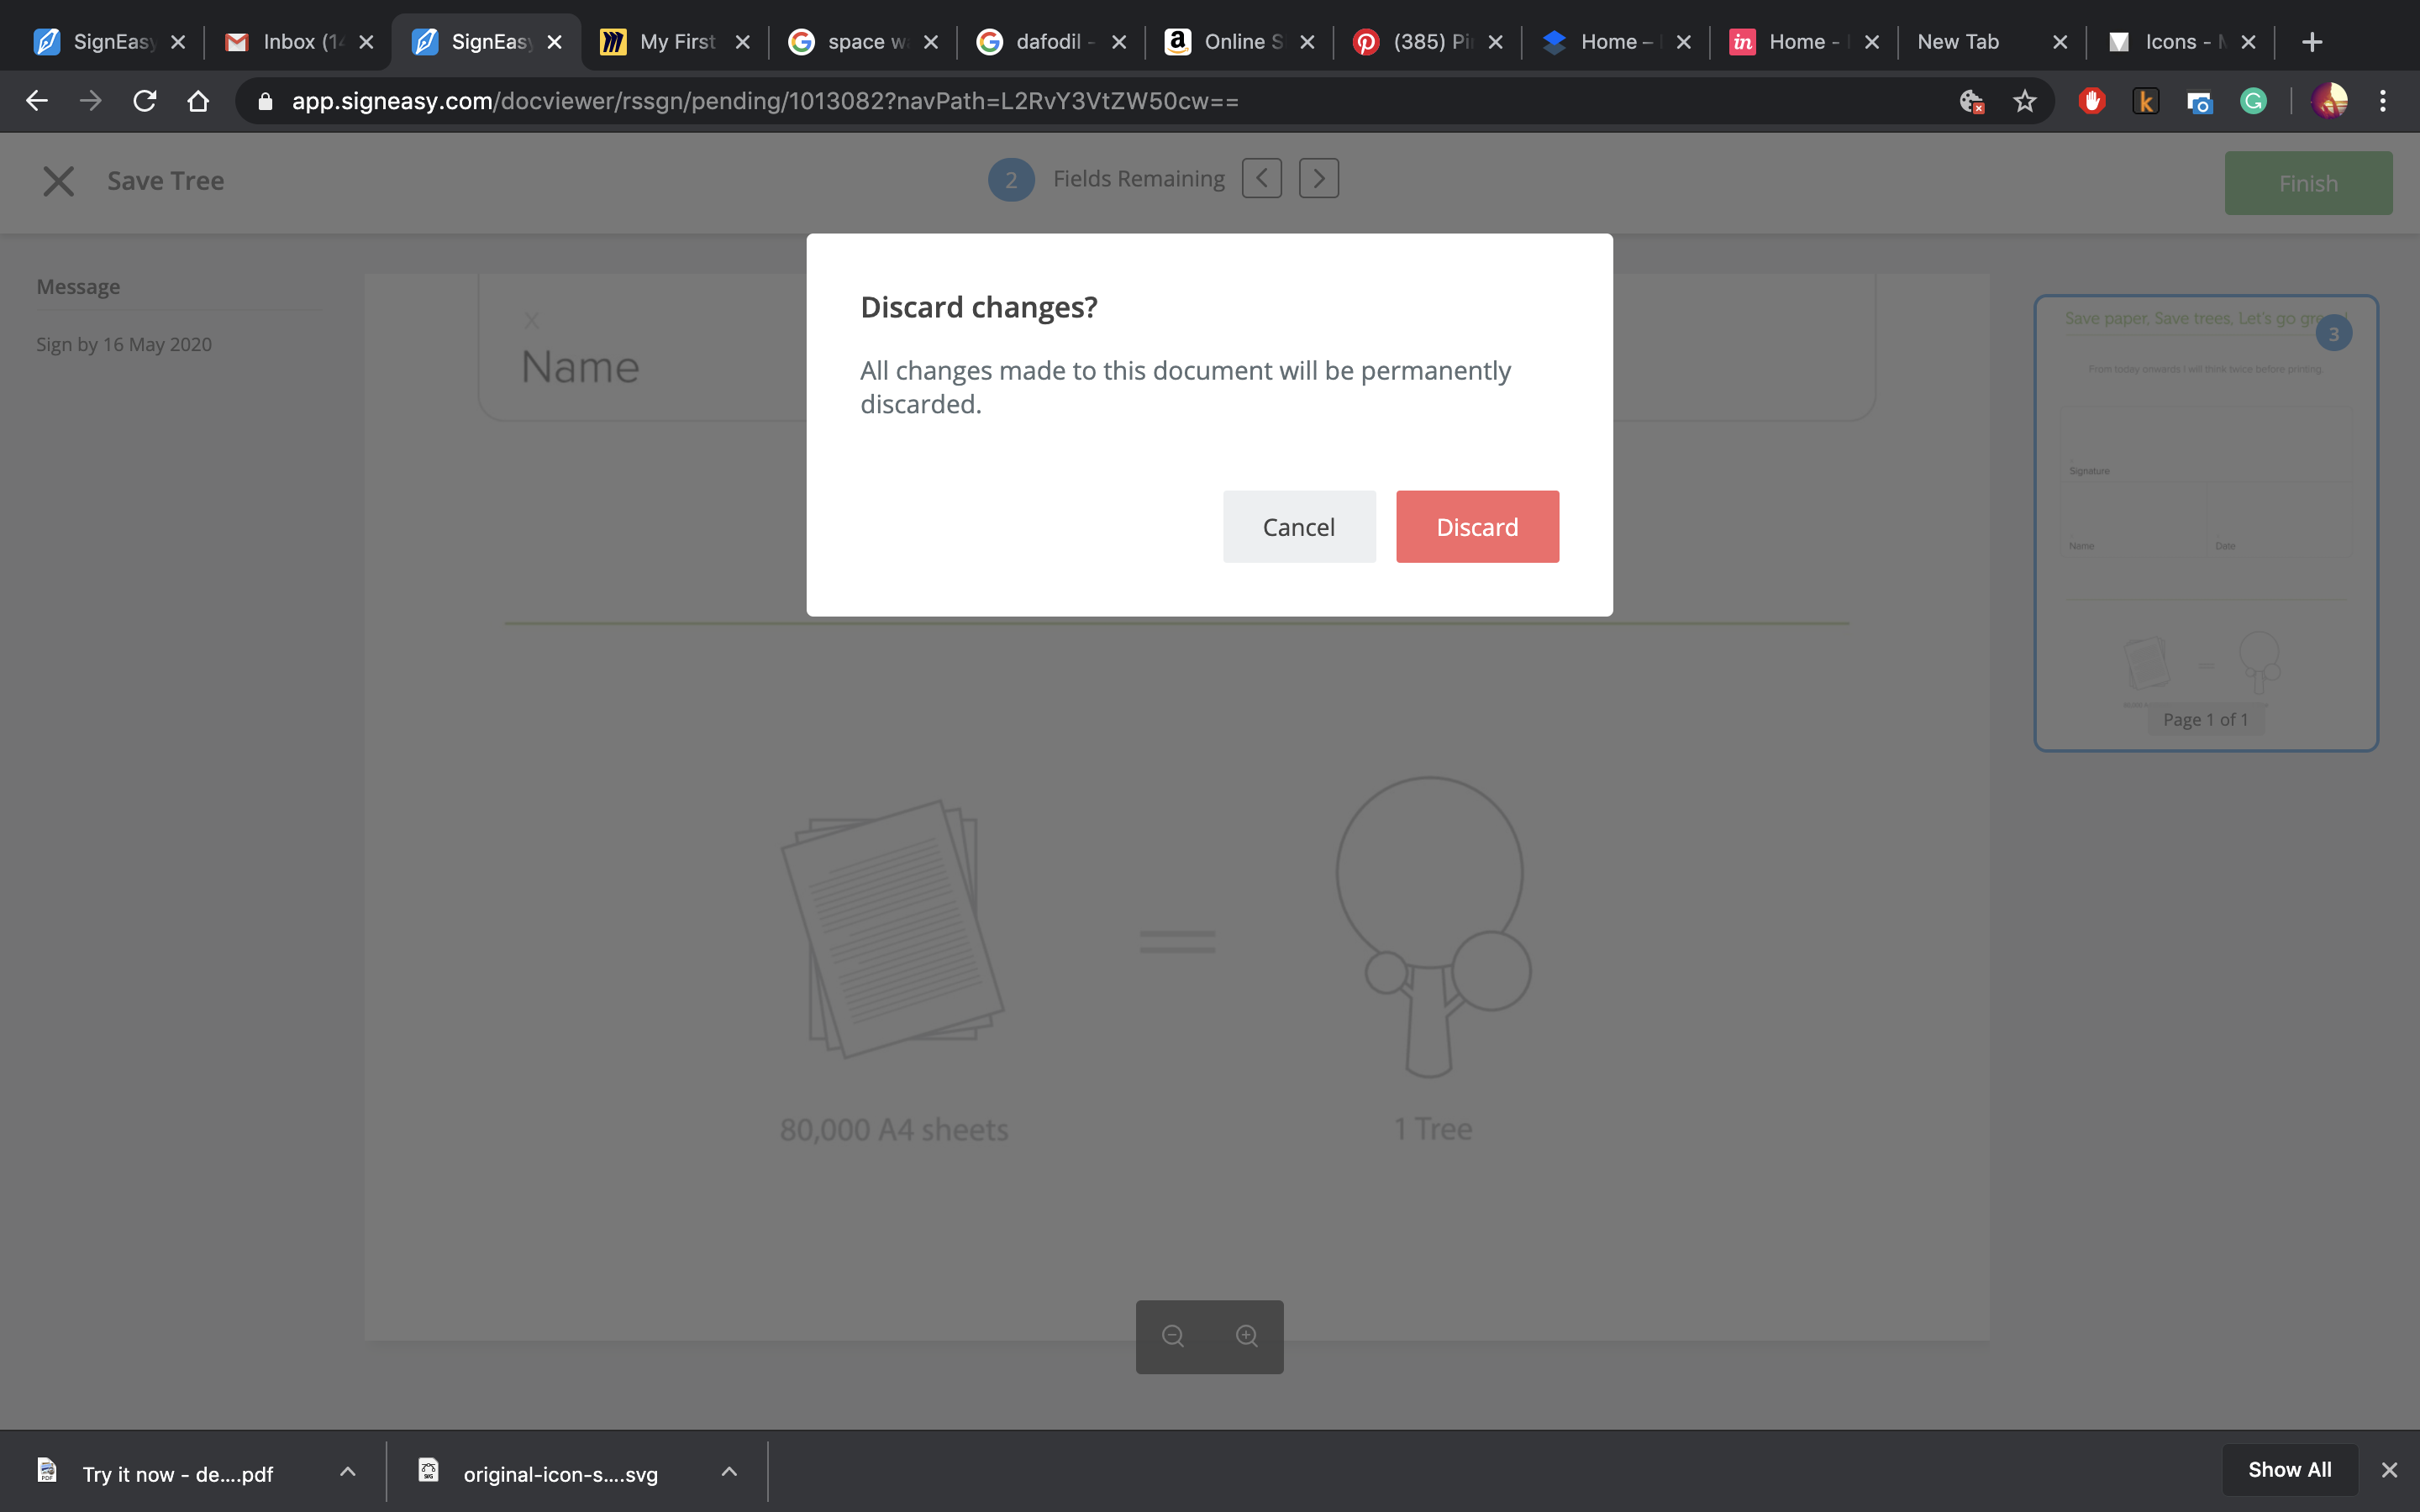 SignEasy
Inbox (14
SignEasy
My First
space w
dafodil -
Online S
(385) Pi
Home –
Home -
New Tab
Icons - M
app.signeasy.com/docviewer/rssgn/pending/1013082?navPath=L2RvY3VtZW50cw==
Save Tree
2
Fields Remaining
Finish
Message
Sign by 16 May 2020
x
Name
Discard changes?
All changes made to this document will be permanently
discarded.
Cancel
Discard
Save paper, Save trees, Let's go gre
3
From today onwards I will think twice before printing.
Signature
Name
Date
Page 1 of 1
80,000 A4 sheets
1 Tree
Try it now - de....pdf
original-icon-s....svg
Show All